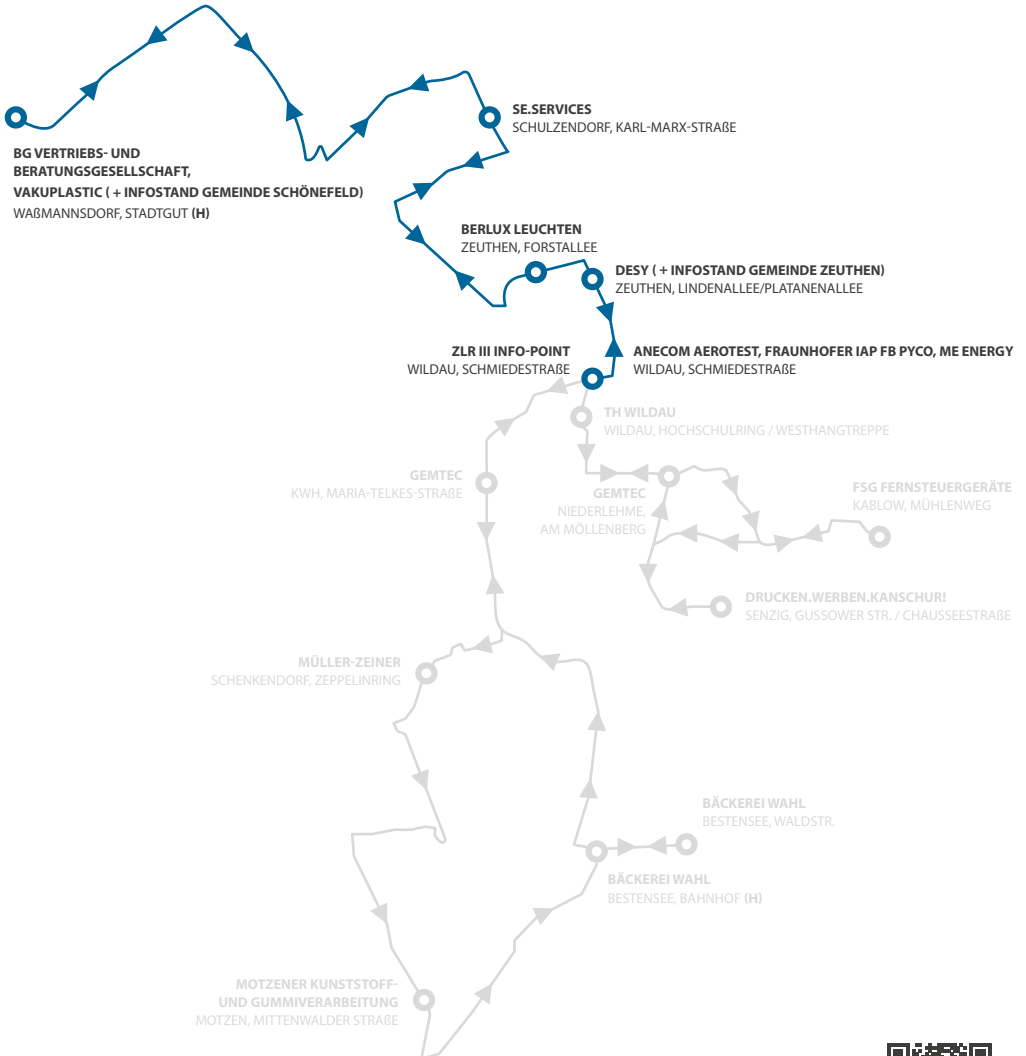 SE.SERVICES
SCHULZENDORF, KARL-MARX-STRAßE
BG VERTRIEBS- UND
BERATUNGSGESELLSCHAFT,
VAKUPLASTIC ( + INFOSTAND GEMEINDE SCHÖNEFELD)
WAßMANNSDORF, STADTGUT (H)
BERLUX LEUCHTEN
ZEUTHEN, FORSTALLEE
DESY ( + INFOSTAND GEMEINDE ZEUTHEN)
ZEUTHEN, LINDENALLEE/PLATANENALLEE
ZLR III INFO-POINT
WILDAU, SCHMIEDESTRAßE
ANECOM AEROTEST, FRAUNHOFER IAP FB PYCO, ME ENERGY
WILDAU, SCHMIEDESTRAßE
TH WILDAU
WILDAU, HOCHSCHULRING / WESTHANGTREPPE
GEMTEC
KWH, MARIA-TELKES-STRAßE
GEMTEC
NIEDERLEHME,
AM MÖLLENBERG
FSG FERNSTEUERGERÄTE
KABLOW, MÜHLENWEG
DRUCKEN.WERBEN.KANSCHUR!
SENZIG, GUSSOWER STR. / CHAUSSEESTRAßE
MÜLLER-ZEINER
SCHENKENDORF, ZEPPELINRING
BÄCKEREI WAHL
BESTENSEE, WALDSTR.
BÄCKEREI WAHL
BESTENSEE, BAHNHOF (H)
MOTZENER KUNSTSTOFF-
UND GUMMIVERARBEITUNG
MOTZEN, MITTENWALDER STRAßE